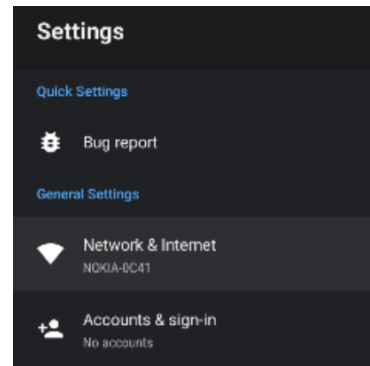 Settings
Quick Settings
Bug report
General Settings
Network & Internet
NOKIA-0C41
Accounts & sign-in
No accounts